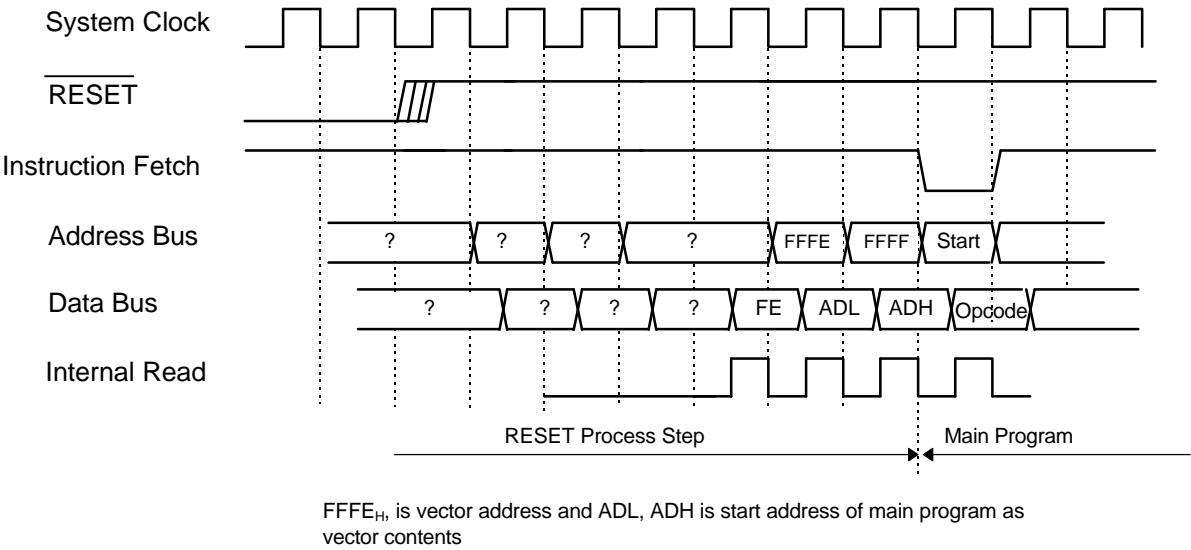 System Clock
RESET
Instruction Fetch
Address Bus
? ? ? ? FFFE FFFF Start
Data Bus
? ? ? ? FE ADL ADH Opcode
Internal Read
RESET Process Step Main Program
FFFEH, is vector address and ADL, ADH is start address of main program as
vector contents